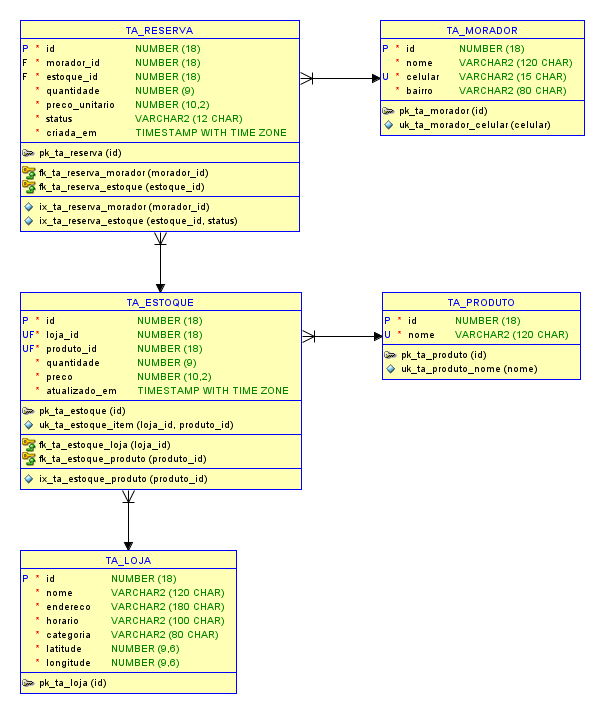 TA_RESERVA
P * id NUMBER (18)
F * morador_id NUMBER (18)
F * estoque_id NUMBER (18)
* quantidade NUMBER (9)
* preco_unitario NUMBER (10,2)
* status VARCHAR2 (12 CHAR)
* criada_em TIMESTAMP WITH TIME ZONE
pk_ta_reserva (id)
fk_ta_reserva_morador (morador_id)
fk_ta_reserva_estoque (estoque_id)
ix_ta_reserva_morador (morador_id)
ix_ta_reserva_estoque (estoque_id, status)
TA_MORADOR
P * id NUMBER (18)
* nome VARCHAR2 (120 CHAR)
U * celular VARCHAR2 (15 CHAR)
* bairro VARCHAR2 (80 CHAR)
pk_ta_morador (id)
uk_ta_morador_celular (celular)
TA_ESTOQUE
P * id NUMBER (18)
UF* loja_id NUMBER (18)
UF* produto_id NUMBER (18)
* quantidade NUMBER (9)
* preco NUMBER (10,2)
* atualizado_em TIMESTAMP WITH TIME ZONE
pk_ta_estoque (id)
uk_ta_estoque_item (loja_id, produto_id)
fk_ta_estoque_loja (loja_id)
fk_ta_estoque_produto (produto_id)
ix_ta_estoque_produto (produto_id)
TA_PRODUTO
P * id NUMBER (18)
U * nome VARCHAR2 (120 CHAR)
pk_ta_produto (id)
uk_ta_produto_nome (nome)
TA_LOJA
P * id NUMBER (18)
* nome VARCHAR2 (120 CHAR)
* endereco VARCHAR2 (180 CHAR)
* horario VARCHAR2 (100 CHAR)
* categoria VARCHAR2 (80 CHAR)
* latitude NUMBER (9,6)
* longitude NUMBER (9,6)
pk_ta_loja (id)